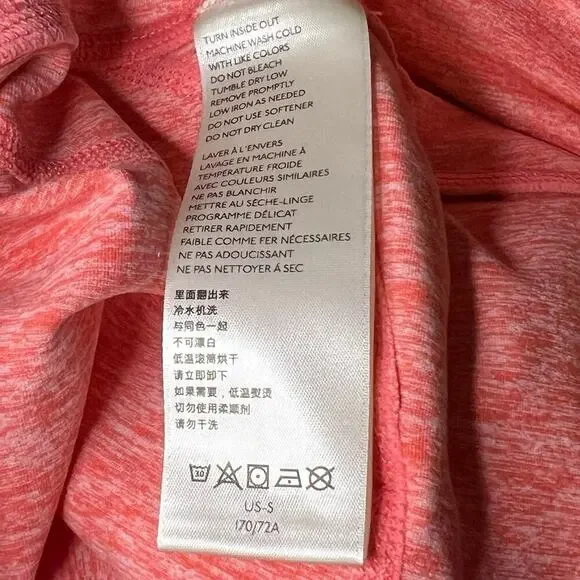 TURN INSIDE OUT
MACHINE WASH COLD
WITH LIKE COLORS
DO NOT BLEACH
TUMBLE DRY LOW
REMOVE PROMPTLY
LOW IRON AS NEEDED
DO NOT USE SOFTENER
DO NOT DRY CLEAN
LAVER À L'ENVERS
LAVAGE EN MACHINE À
TEMPÉRATURE FROIDE
AVEC COULEURS SIMILAIRES
NE PAS BLANCHIR
METTRE AU SÈCHE-LINGE
PROGRAMME DÉLICAT
RETIRER RAPIDEMENT
FAIBLE COMME FER NÉCESSAIRES
NE PAS ADOUCISSANT
NE PAS NETTOYER À SEC
里面翻出来
冷水机洗
与同色一起
不可漂白
低温滚筒烘干
请立即卸下
如果需要，低温熨烫
切勿使用柔顺剂
请勿干洗
30
US-S
170/72A